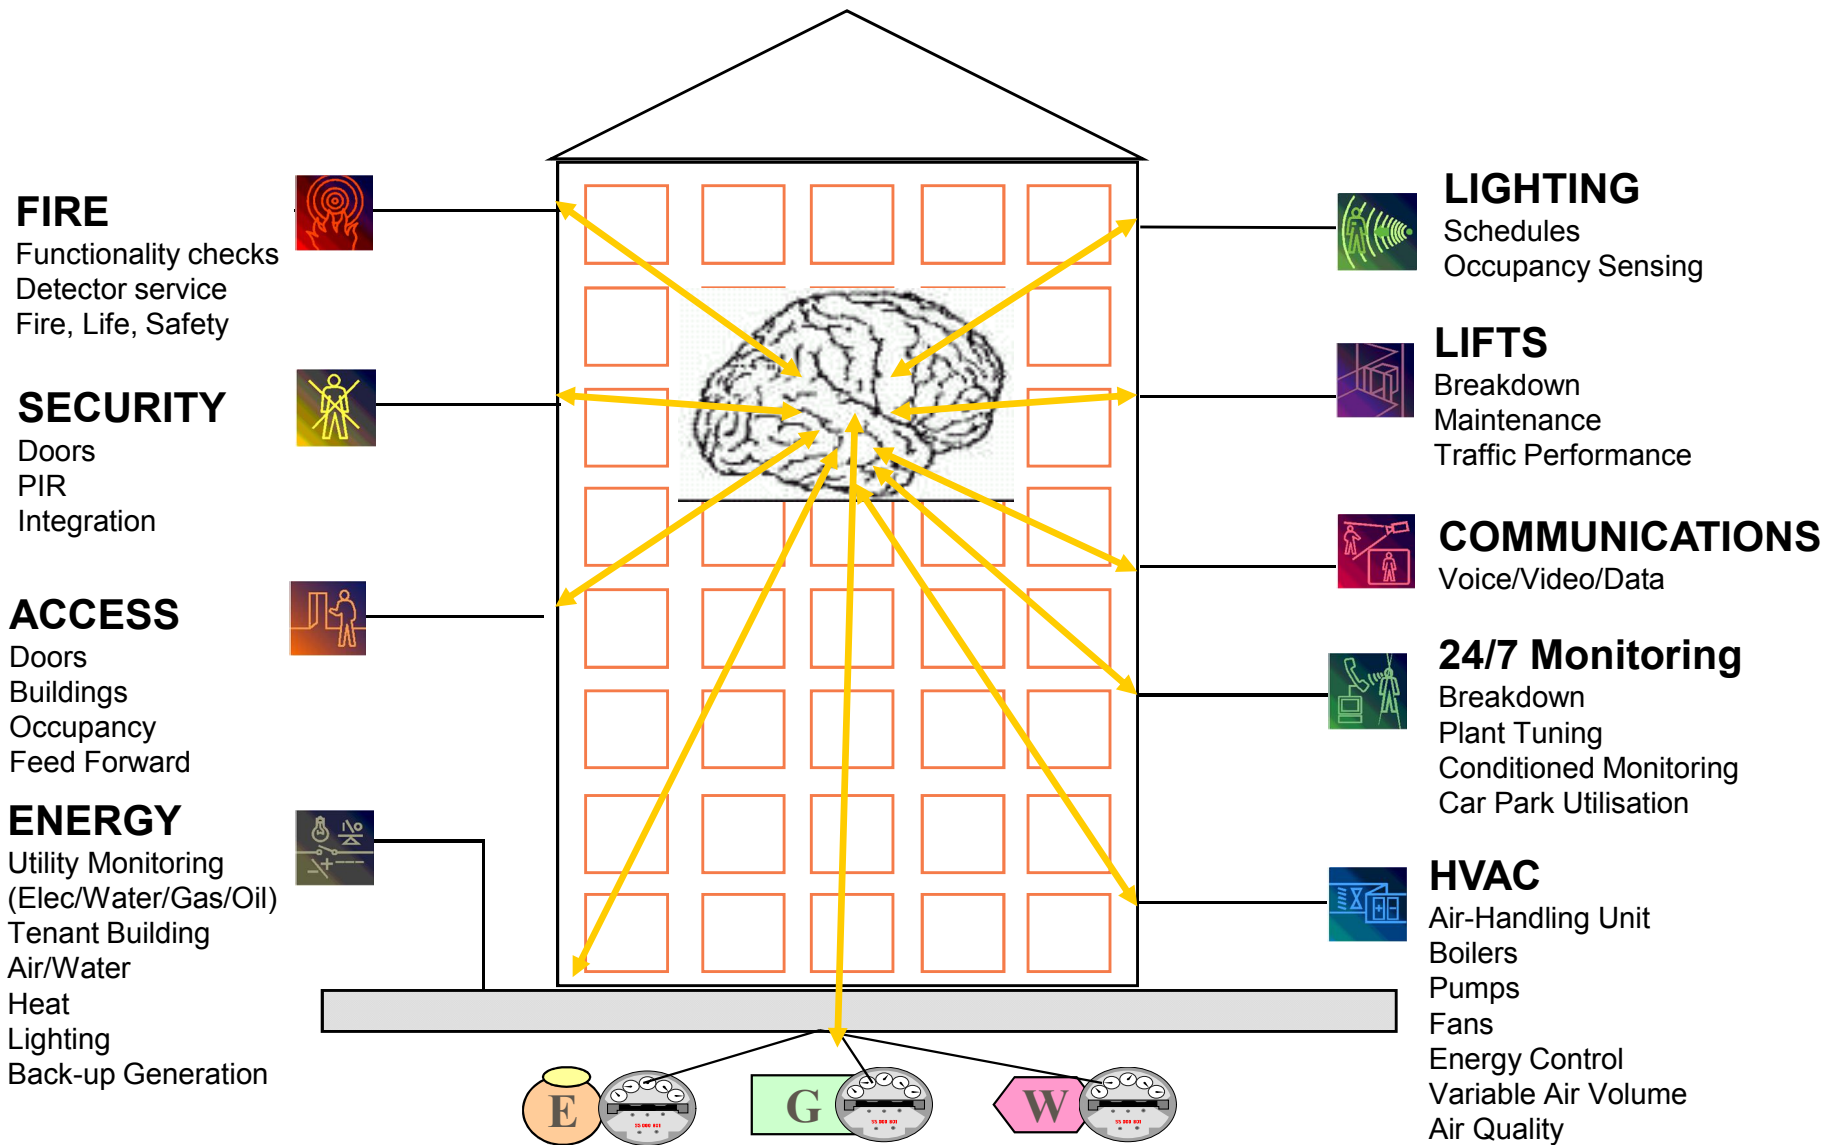 FIRE
Functionality checks
Detector service
Fire, Life, Safety
SECURITY
Doors
PIR
Integration
ACCESS
Doors
Buildings
Occupancy
Feed Forward
ENERGY
Utility Monitoring
(Elec/Water/Gas/Oil)
Tenant Building
Air/Water
Heat
Lighting
Back-up Generation
LIGHTING
Schedules
Occupancy Sensing
LIFTS
Breakdown
Maintenance
Traffic Performance
COMMUNICATIONS
Voice/Video/Data
24/7 Monitoring
Breakdown
Plant Tuning
Conditioned Monitoring
Car Park Utilisation
HVAC
Air-Handling Unit
Boilers
Pumps
Fans
Energy Control
Variable Air Volume
Air Quality
E
G
W